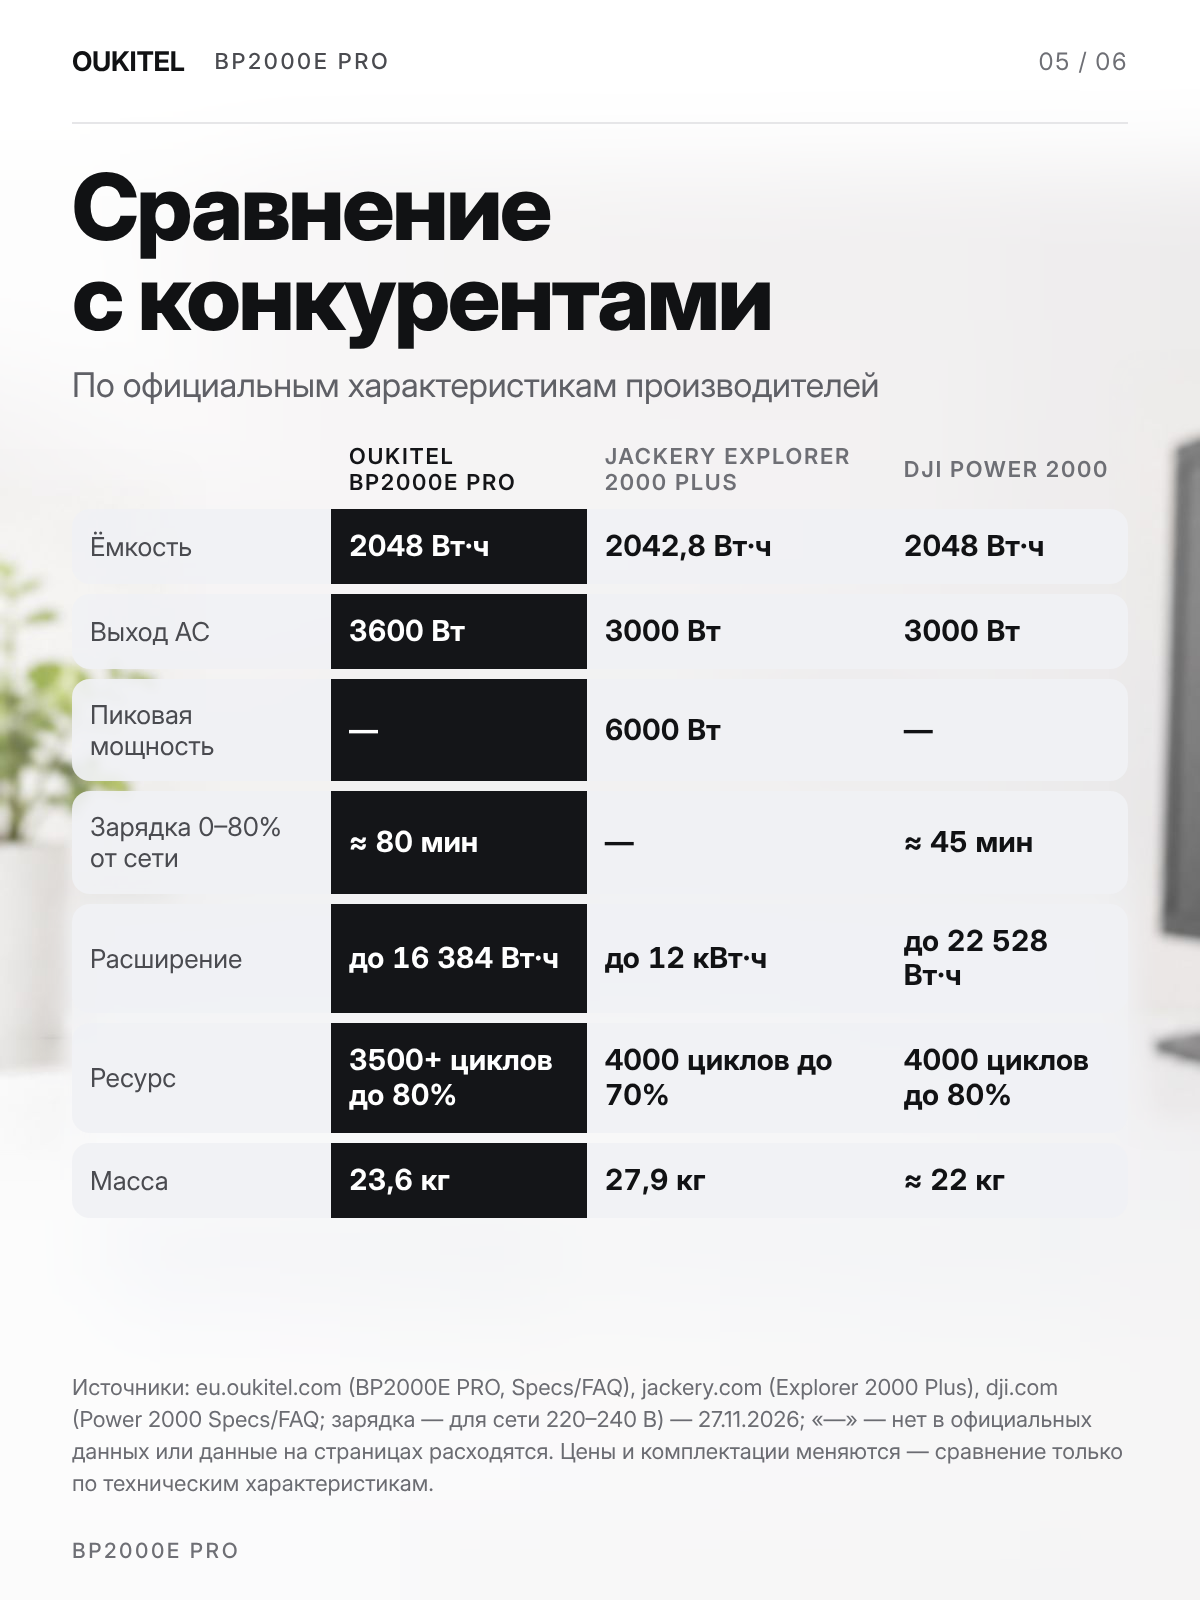 OUKITEL BP2000E PRO 05 / 06
Сравнение
с конкурентами
По официальным характеристикам производителей
OUKITEL
BP2000E PRO
JACKERY EXPLORER
2000 PLUS
DJI POWER 2000
Ёмкость 2048 Вт·ч 2042,8 Вт·ч 2048 Вт·ч
Выход AC 3600 Вт 3000 Вт 3000 Вт
Пиковая
мощность
— 6000 Вт —
Зарядка 0–80%
от сети
≈ 80 мин — ≈ 45 мин
Расширение до 16 384 Вт·ч до 12 кВт·ч
до 22 528
Вт·ч
Ресурс
3500+ циклов
до 80%
4000 циклов до
70%
4000 циклов
до 80%
Масса 23,6 кг 27,9 кг ≈ 22 кг
Источники: eu.oukitel.com (BP2000E PRO, Specs/FAQ), jackery.com (Explorer 2000 Plus), dji.com
(Power 2000 Specs/FAQ; зарядка — для сети 220–240 В) — 27.11.2026; «—» — нет в официальных
данных или данные на страницах расходятся. Цены и комплектации меняются — сравнение только
по техническим характеристикам.
BP2000E PRO